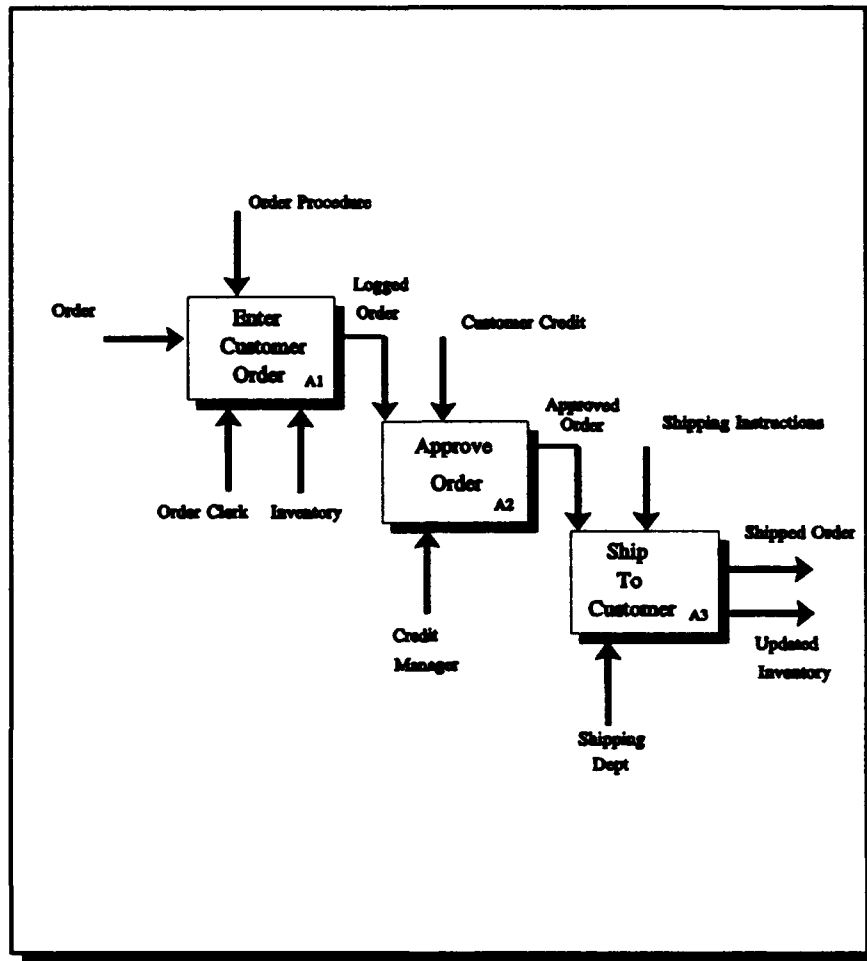 Order Procedure
Order
Enter
Customer
Order A1
Logged
Order
Customer Credit
Order Clerk
Inventory
Approve
Order
A2
Approved
Order
Shipping Instructions
Credit
Manager
Ship
To
Customer A3
Shipped Order
Updated
Inventory
Shipping
Dept